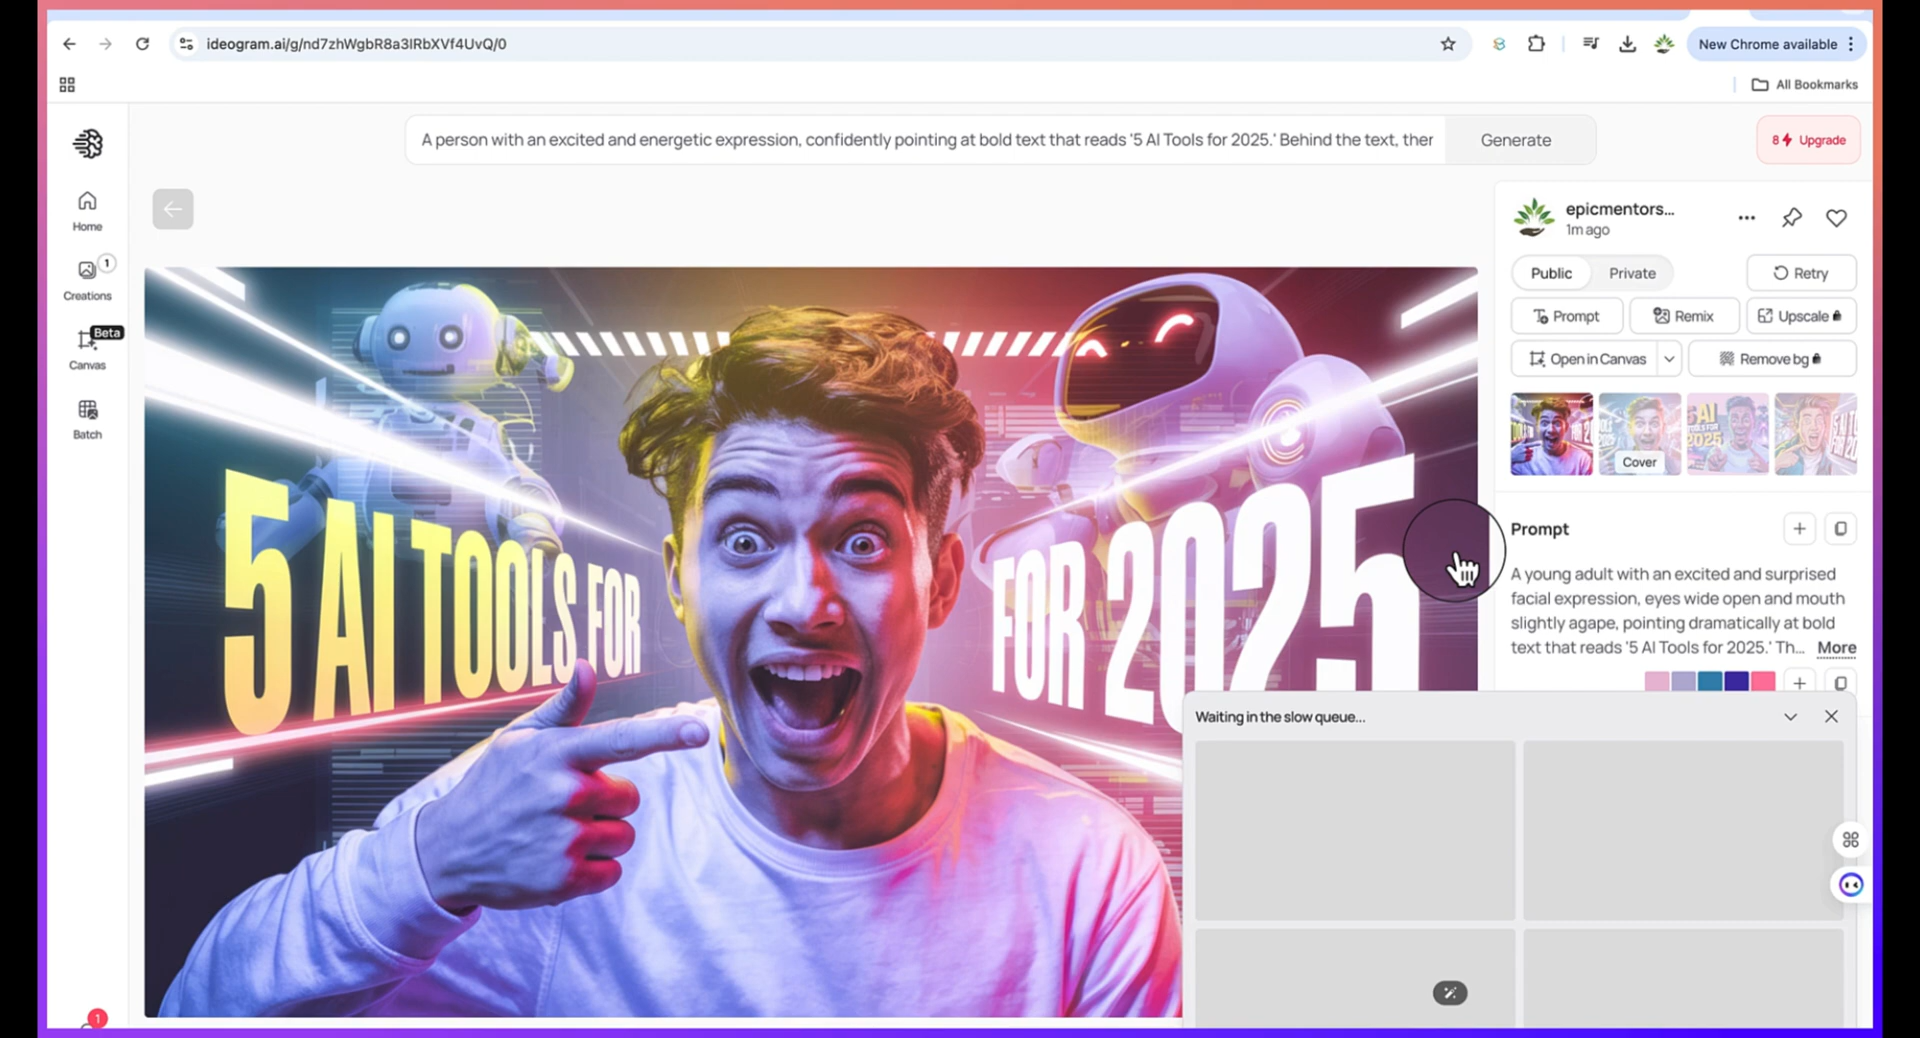 ideogram.ai/g/nd7zhWgbR8a3IRbXVf4UvQ/0
New Chrome available
All Bookmarks
A person with an excited and energetic expression, confidently pointing at bold text that reads '5 AI Tools for 2025.' Behind the text, ther
Generate
8 Upgrade
Home
1
Creations
Beta
Canvas
Batch
1
epicmentors...
1m ago
Public
Private
Retry
Prompt
Remix
Upscale
Open in Canvas
Remove bg
Cover
5 AI TOOLS FOR
FOR 2025
Prompt
A young adult with an excited and surprised
facial expression, eyes wide open and mouth
slightly agape, pointing dramatically at bold
text that reads '5 AI Tools for 2025.' Th... More
Waiting in the slow queue...